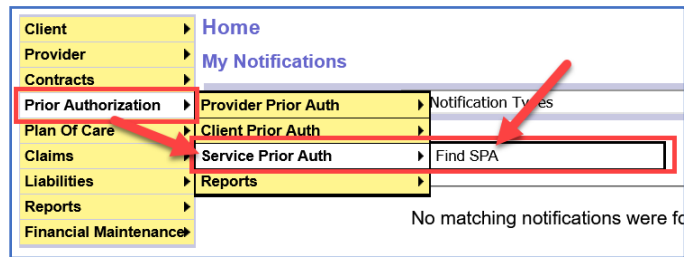 Client
Provider
Contracts
Prior Authorization
Plan Of Care
Claims
Liabilities
Reports
Financial Maintenance
Home
My Notifications
Provider Prior Auth
Client Prior Auth
Service Prior Auth
Reports
Notification Types
Find SPA
No matching notifications were